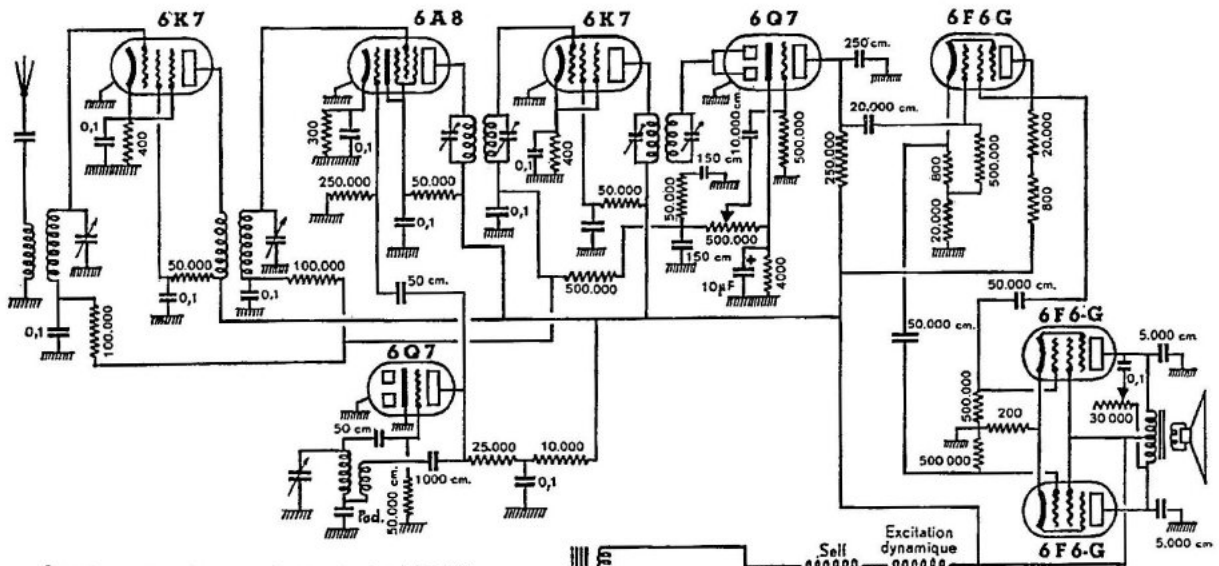 6K7
6A8
6K7
6Q7
6F6G
250 cm.
0,1
400
300
0,1
250.000
50.000
0,1
0,1
400
50.000
0,1
10.000 cm
500.000
150 cm
50.000
500.000
150 cm
10µF
4000
250.000
20.000 cm.
800
500.000
20.000
20.000
800
50.000
0,1
100.000
0,1
0,1
100.000
50 cm.
500.000
50.000 cm.
50.000 cm.
6Q7
50 cm
25.000
10.000
1000 cm.
50.000 cm.
0,1
Pad.
6F6-G
5.000 cm.
0,1
500.000
200
30 000
500 000
6F6-G
5.000 cm
Self
Excitation
dynamique